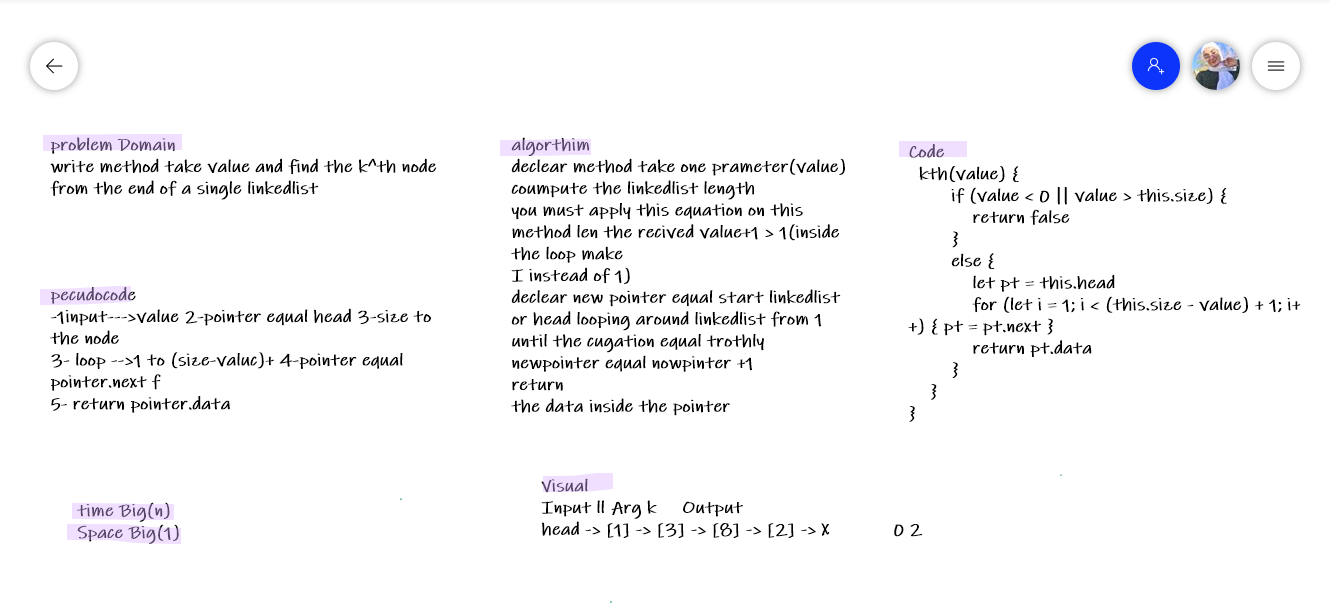 problem Domain
write method take value and find the k^th node
from the end of a single linkedlist
pecudocode
-1input--->value 2-pointer equal head 3-size to
the node
3- loop -->1 to (size-value)+ 4-pointer equal
pointer.next f
5- return pointer.data
time Big(n)
Space Big(1)
algorthim
declear method take one prameter(value)
coumpute the linkedlist length
you must apply this equation on this
method len the recived value+1 > 1(inside
the loop make
I instead of 1)
declear new pointer equal start linkedlist
or head looping around linkedlist from 1
until the cugation equal trothly
newpointer equal nowpinter +1
return
the data inside the pointer
Visual
Input ll Arg k Output
head -> [1] -> [3] -> [8] -> [2] -> X 0 2
Code
kth(value) {
if (value < 0 || value > this.size) {
return false
}
else {
let pt = this.head
for (let i = 1; i < (this.size - value) + 1; i+
+) { pt = pt.next }
return pt.data
}
}
}